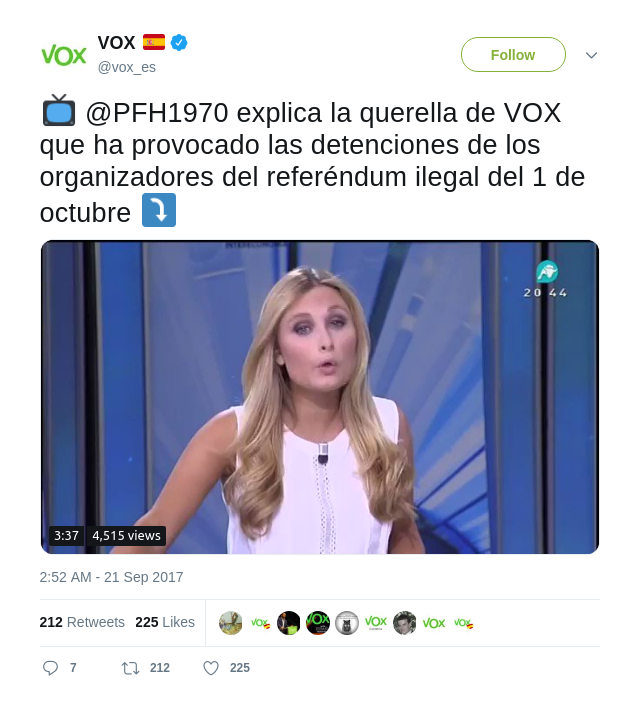 VOX
VOX
@vox_es
Follow
@PFH1970 explica la querella de VOX
que ha provocado las detenciones de los
organizadores del referéndum ilegal del 1 de
octubre
20 44
3:37 4,515 views
2:52 AM - 21 Sep 2017
212 Retweets 225 Likes
VOX VOX VOX VOX VOX
7 212 225